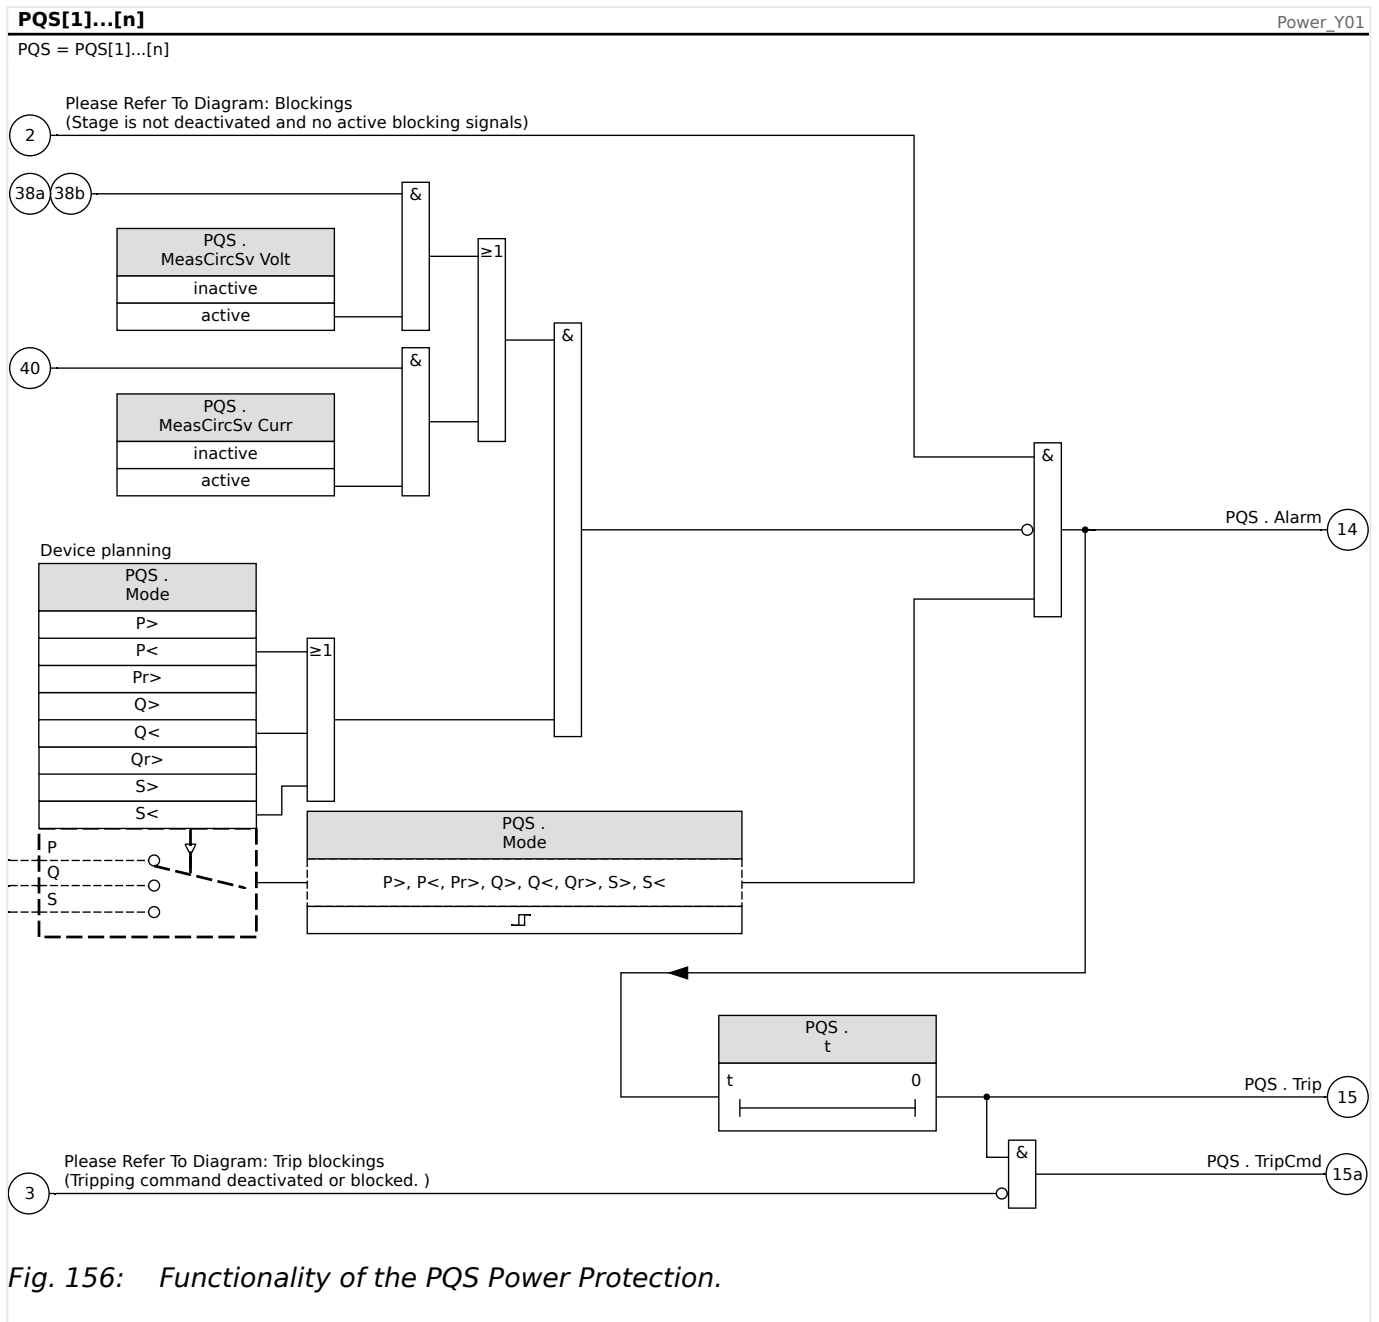 PQS[1]...[n]
Power_Y01
PQS = PQS[1]...[n]
Please Refer To Diagram: Blockings
(Stage is not deactivated and no active blocking signals)
2
38a 38b
&
PQS .
MeasCircSv Volt
inactive
active
≥1
&
40
&
PQS .
MeasCircSv Curr
inactive
active
&
PQS . Alarm
14
Device planning
PQS .
Mode
P>
P<
Pr>
Q>
Q<
Qr>
S>
S<
≥1
P
Q
S
PQS .
Mode
P>, P<, Pr>, Q>, Q<, Qr>, S>, S<
PQS .
t
t 0
PQS . Trip
15
Please Refer To Diagram: Trip blockings
(Tripping command deactivated or blocked. )
3
&
PQS . TripCmd
15a
Fig. 156: Functionality of the PQS Power Protection.